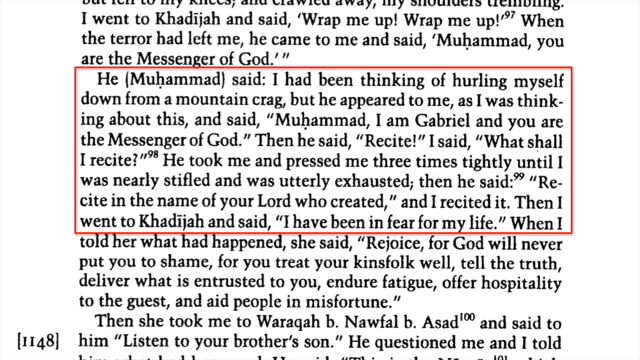 but fell to my knees; and crawled away, my shoulders trembling.
I went to Khadījah and said, ‘Wrap me up! Wrap me up!’⁹⁷ When
the terror had left me, he came to me and said, ‘Muḥammad, you
are the Messenger of God.’”
He (Muḥammad) said: I had been thinking of hurling myself
down from a mountain crag, but he appeared to me, as I was think-
ing about this, and said, “Muḥammad, I am Gabriel and you are
the Messenger of God.” Then he said, “Recite!” I said, “What shall
I recite?”⁹⁸ He took me and pressed me three times tightly until I
was nearly stifled and was utterly exhausted; then he said:⁹⁹ “Re-
cite in the name of your Lord who created,” and I recited it. Then I
went to Khadījah and said, “I have been in fear for my life.” When I
told her what had happened, she said, “Rejoice, for God will never
put you to shame, for you treat your kinsfolk well, tell the truth,
deliver what is entrusted to you, endure fatigue, offer hospitality
to the guest, and aid people in misfortune.”
Then she took me to Waraqah b. Nawfal b. Asad¹⁰⁰ and said to
[1148] him “Listen to your brother's son.” He questioned me and I told